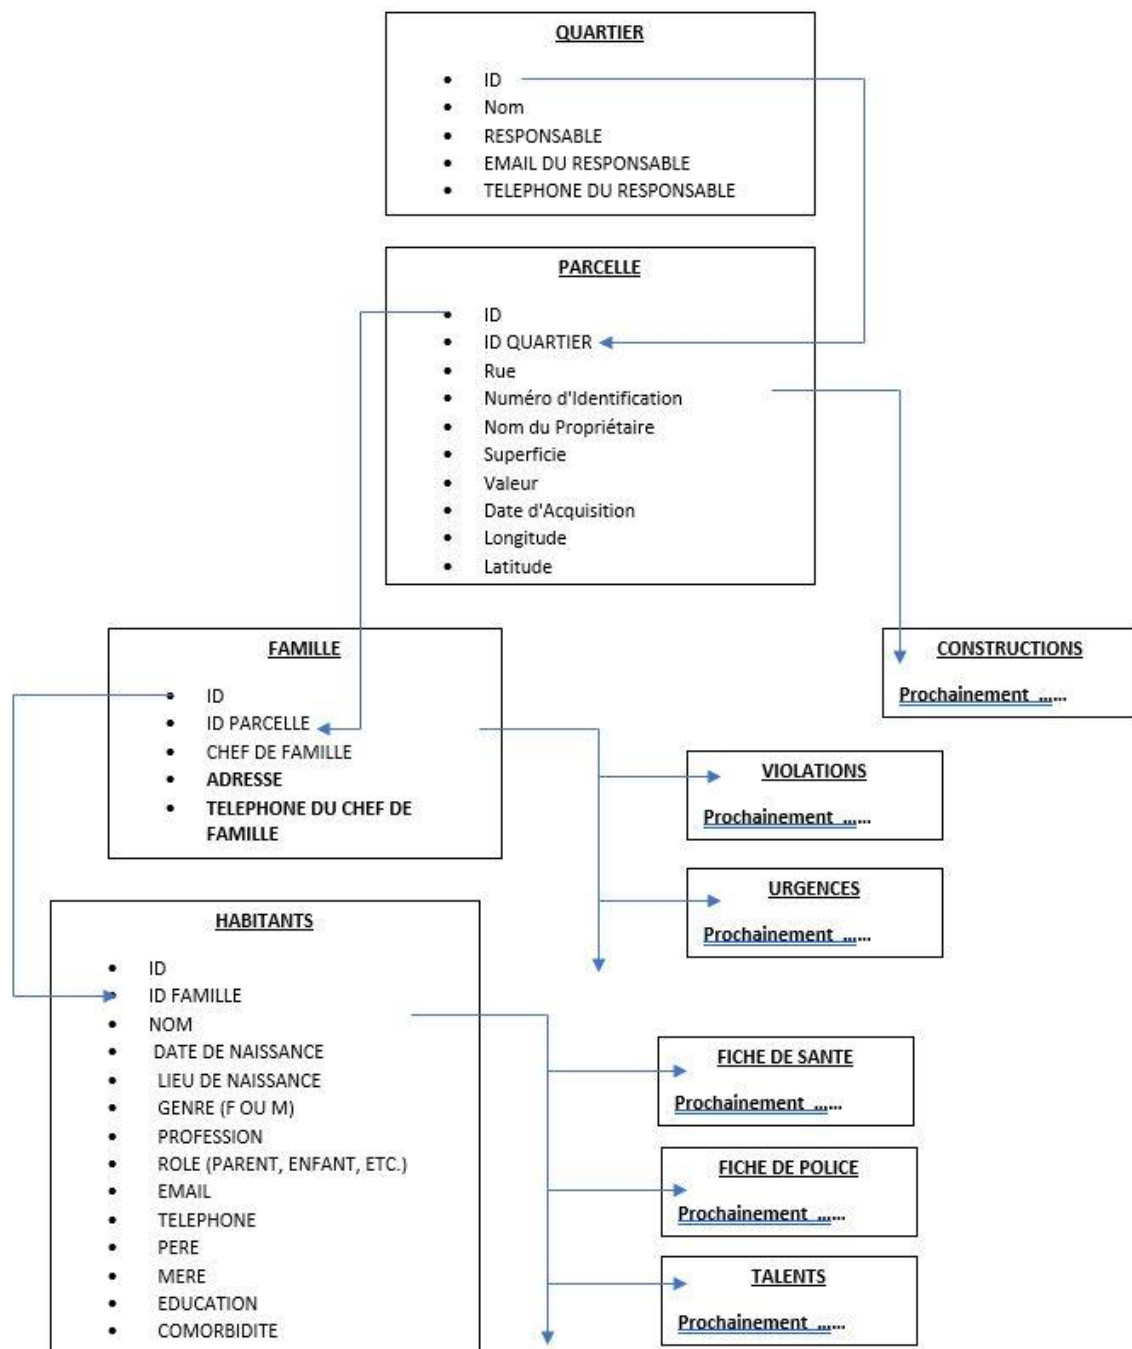 QUARTIER
• ID
• Nom
• RESPONSABLE
• EMAIL DU RESPONSABLE
• TELEPHONE DU RESPONSABLE
PARCELLE
• ID
• ID QUARTIER
• Rue
• Numéro d'Identification
• Nom du Propriétaire
• Superficie
• Valeur
• Date d'Acquisition
• Longitude
• Latitude
FAMILLE
• ID
• ID PARCELLE
• CHEF DE FAMILLE
• ADRESSE
• TELEPHONE DU CHEF DE
FAMILLE
CONSTRUCTIONS
Prochainement ......
VIOLATIONS
Prochainement ......
URGENCES
Prochainement ......
HABITANTS
• ID
• ID FAMILLE
• NOM
• DATE DE NAISSANCE
• LIEU DE NAISSANCE
• GENRE (F OU M)
• PROFESSION
• ROLE (PARENT, ENFANT, ETC.)
• EMAIL
• TELEPHONE
• PERE
• MERE
• EDUCATION
• COMORBIDITE
FICHE DE SANTE
Prochainement ......
FICHE DE POLICE
Prochainement ......
TALENTS
Prochainement ......